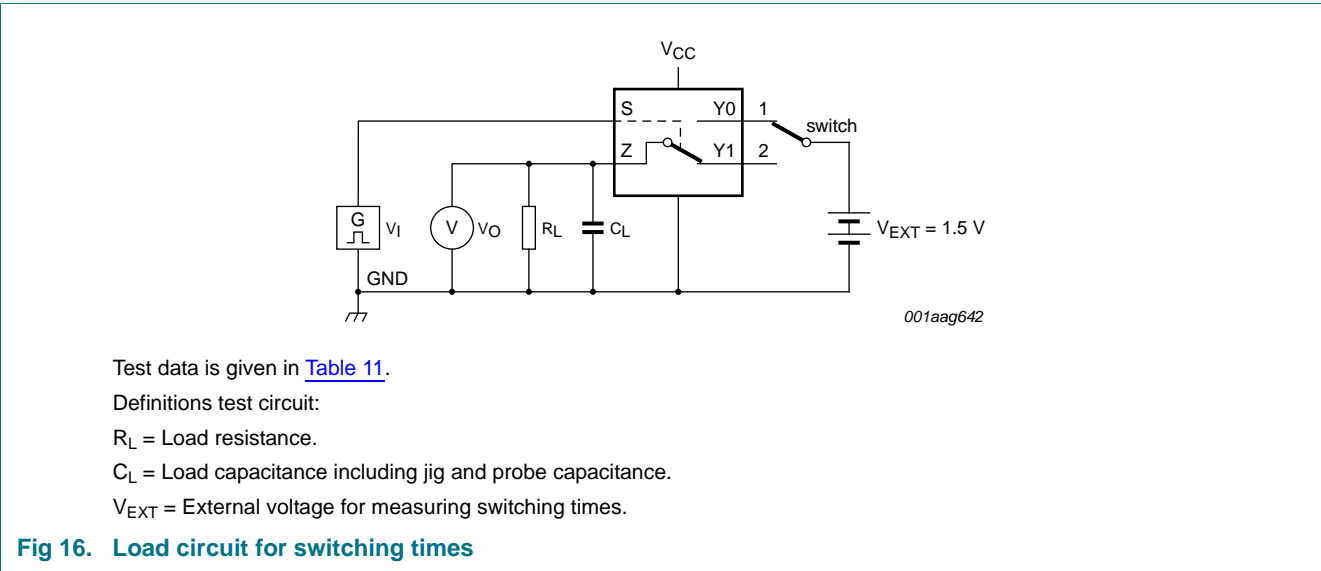 VCC
S Y0 1
switch
Z Y1 2
G VI V VO RL CL VEXT = 1.5 V
GND
001aag642
Test data is given in Table 11.
Definitions test circuit:
RL = Load resistance.
CL = Load capacitance including jig and probe capacitance.
VEXT = External voltage for measuring switching times.
Fig 16. Load circuit for switching times